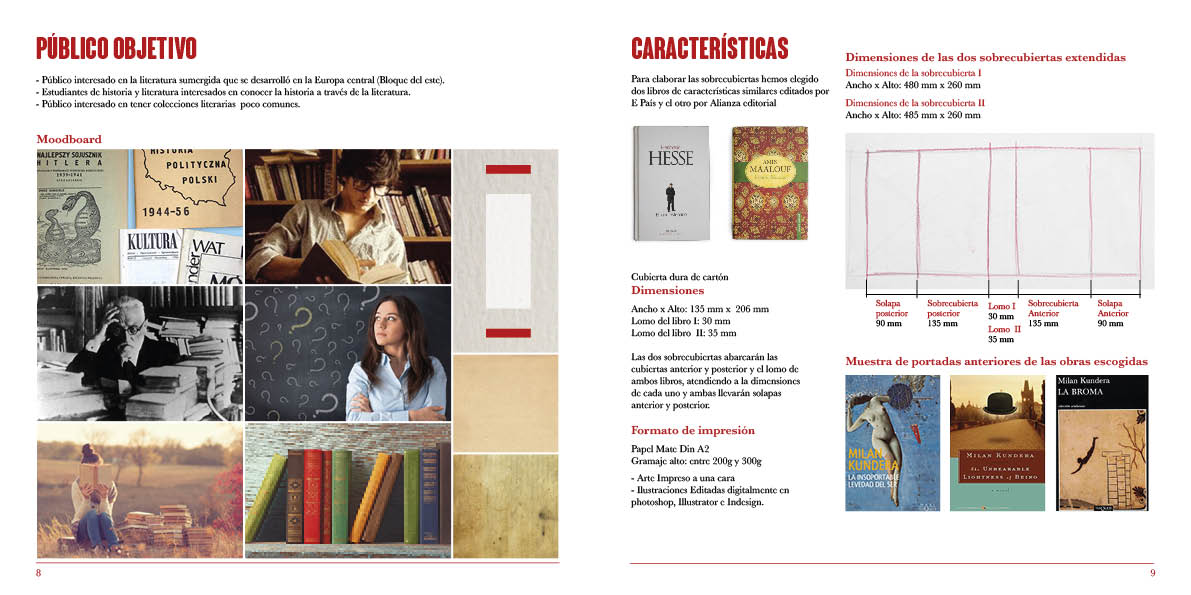 PÚBLICO OBJETIVO
- Público interesado en la literatura sumergida que se desarrolló en la Europa central (Bloque del este).
- Estudiantes de historia y literatura interesados en conocer la historia a través de la literatura.
- Público interesado en tener colecciones literarias poco comunes.
Moodboard
NAJLEPSZY SOJUSZNIK
HITLERA
1939-1941
HISTORIA
POLITYCZNA
POLSKI
1944-56
KULTURA
WAT
8
CARACTERÍSTICAS
Para elaborar las sobrecubiertas hemos elegido
dos libros de características similares editados por
E País y el otro por Alianza editorial
HESSE
AMIN
MAALOUF
Cubierta dura de cartón
Dimensiones
Ancho x Alto: 135 mm x 206 mm
Lomo del libro I: 30 mm
Lomo del libro II: 35 mm
Las dos sobrecubiertas abarcarán las
cubiertas anterior y posterior y el lomo de
ambos libros, atendiendo a la dimensiones
de cada uno y ambas llevarán solapas
anterior y posterior.
Formato de impresión
Papel Mate Din A2
Gramaje alto: entre 200g y 300g
- Arte Impreso a una cara
- Ilustraciones Editadas digitalmente en
photoshop, Illustrator e Indesign.
Dimensiones de las dos sobrecubiertas extendidas
Dimensiones de la sobrecubierta I
Ancho x Alto: 480 mm x 260 mm
Dimensiones de la sobrecubierta II
Ancho x Alto: 485 mm x 260 mm
Solapa
posterior
90 mm
Sobrecubierta
posterior
135 mm
Lomo I
30 mm
Lomo II
35 mm
Sobrecubierta
Anterior
135 mm
Solapa
Anterior
90 mm
Muestra de portadas anteriores de las obras escogidas
MILAN
KUNDERA
LA INSOPORTABLE
LEVEDAD DEL SER
MILAN KUNDERA
the UNBEARABLE
LIGHTNESS of BEING
Milan Kundera
LA BROMA
9